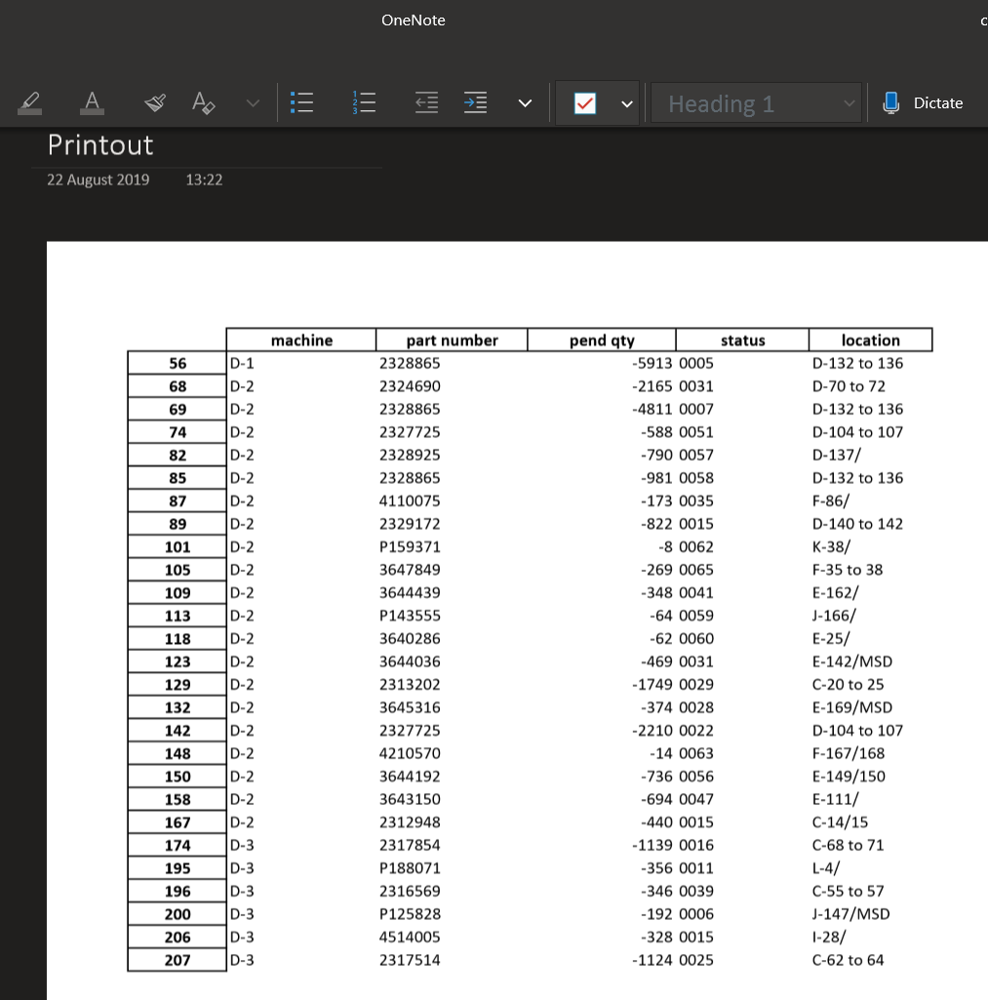 OneNote
Heading 1
Dictate
Printout
22 August 2019 13:22
machine part number pend qty status location
56 D-1 2328865 -5913 0005 D-132 to 136
68 D-2 2324690 -2165 0031 D-70 to 72
69 D-2 2328865 -4811 0007 D-132 to 136
74 D-2 2327725 -588 0051 D-104 to 107
82 D-2 2328925 -790 0057 D-137/
85 D-2 2328865 -981 0058 D-132 to 136
87 D-2 4110075 -173 0035 F-86/
89 D-2 2329172 -822 0015 D-140 to 142
101 D-2 P159371 -8 0062 K-38/
105 D-2 3647849 -269 0065 F-35 to 38
109 D-2 3644439 -348 0041 E-162/
113 D-2 P143555 -64 0059 J-166/
118 D-2 3640286 -62 0060 E-25/
123 D-2 3644036 -469 0031 E-142/MSD
129 D-2 2313202 -1749 0029 C-20 to 25
132 D-2 3645316 -374 0028 E-169/MSD
142 D-2 2327725 -2210 0022 D-104 to 107
148 D-2 4210570 -14 0063 F-167/168
150 D-2 3644192 -736 0056 E-149/150
158 D-2 3643150 -694 0047 E-111/
167 D-2 2312948 -440 0015 C-14/15
174 D-3 2317854 -1139 0016 C-68 to 71
195 D-3 P188071 -356 0011 L-4/
196 D-3 2316569 -346 0039 C-55 to 57
200 D-3 P125828 -192 0006 J-147/MSD
206 D-3 4514005 -328 0015 I-28/
207 D-3 2317514 -1124 0025 C-62 to 64